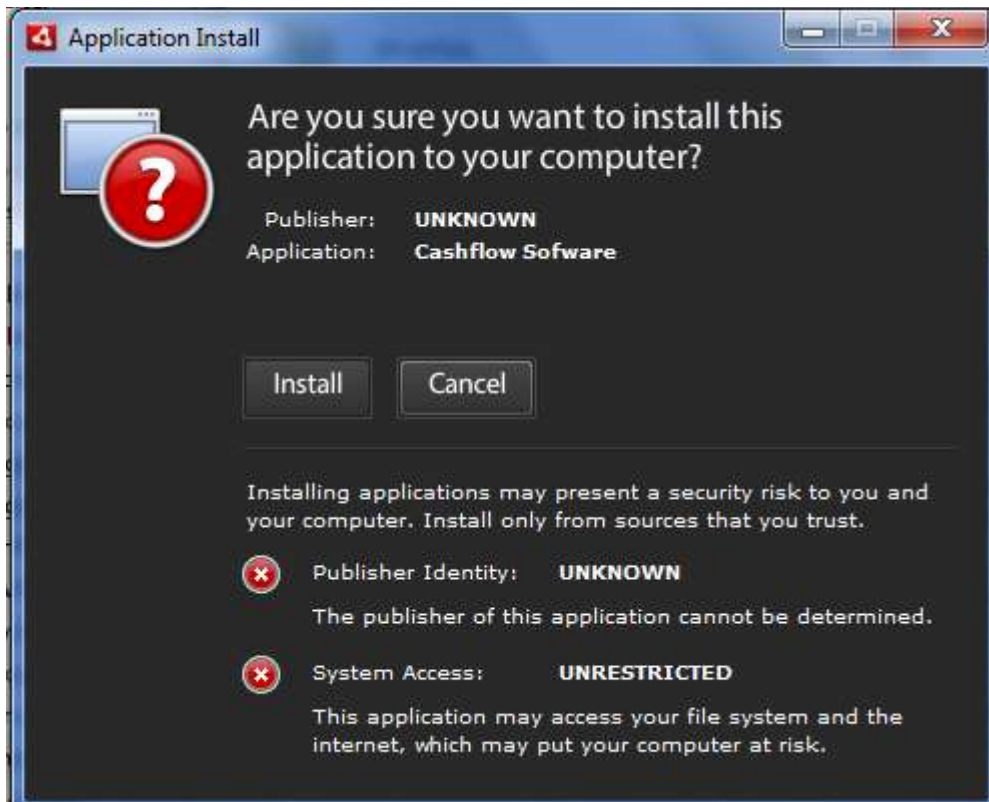 Application Install
Are you sure you want to install this
application to your computer?
Publisher: UNKNOWN
Application: Cashflow Sofware
Install Cancel
Installing applications may present a security risk to you and
your computer. Install only from sources that you trust.
Publisher Identity: UNKNOWN
The publisher of this application cannot be determined.
System Access: UNRESTRICTED
This application may access your file system and the
internet, which may put your computer at risk.